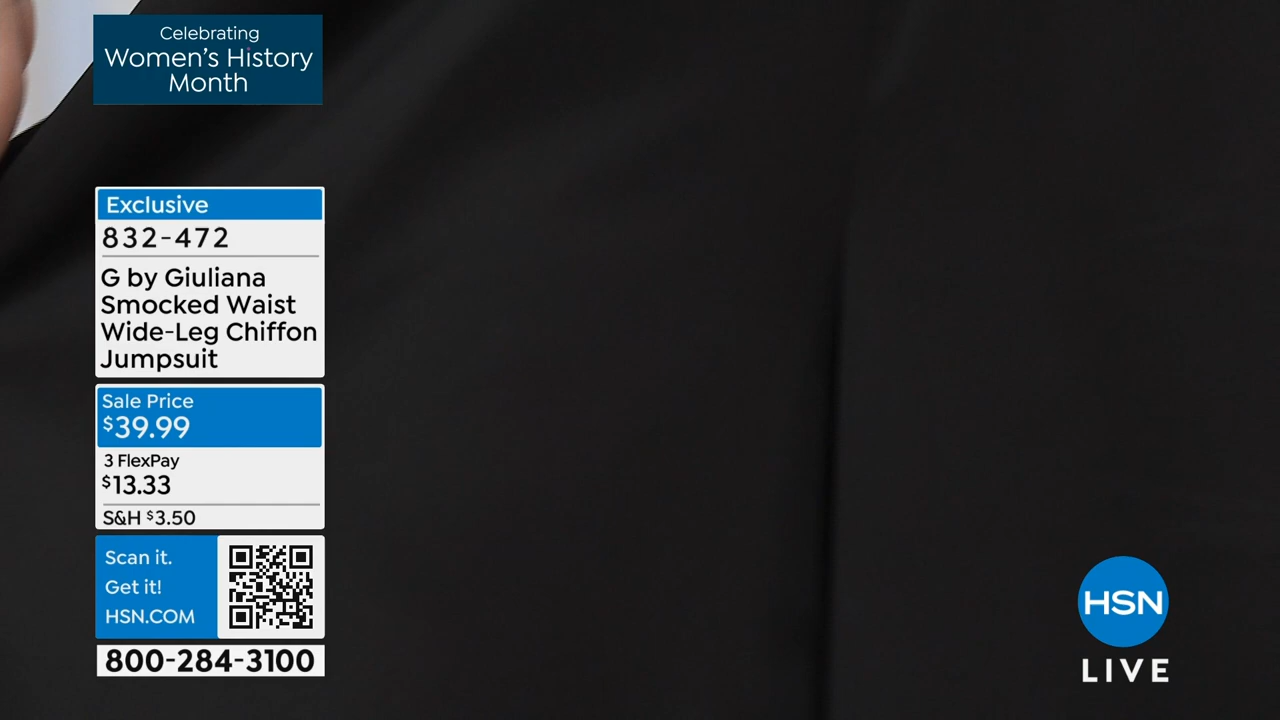 Celebrating
Women's History
Month
Exclusive
832-472
G by Giuliana
Smocked Waist
Wide-Leg Chiffon
Jumpsuit
Sale Price
$39.99
3 FlexPay
$13.33
S&H $3.50
Scan it.
Get it!
HSN.COM
800-284-3100
HSN
LIVE